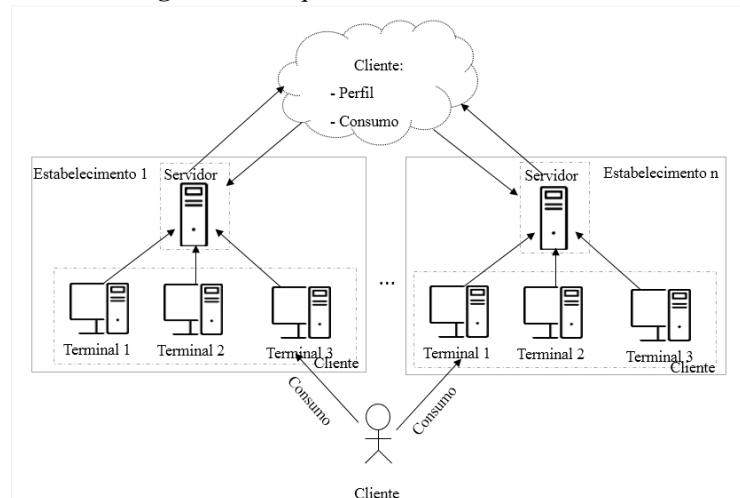 Cliente:
- Perfil
- Consumo
Estabelecimento 1
Servidor
Terminal 1
Terminal 2
Terminal 3
Cliente
...
Servidor
Estabelecimento n
Terminal 1
Terminal 2
Terminal 3
Cliente
Consumo
Consumo
Cliente